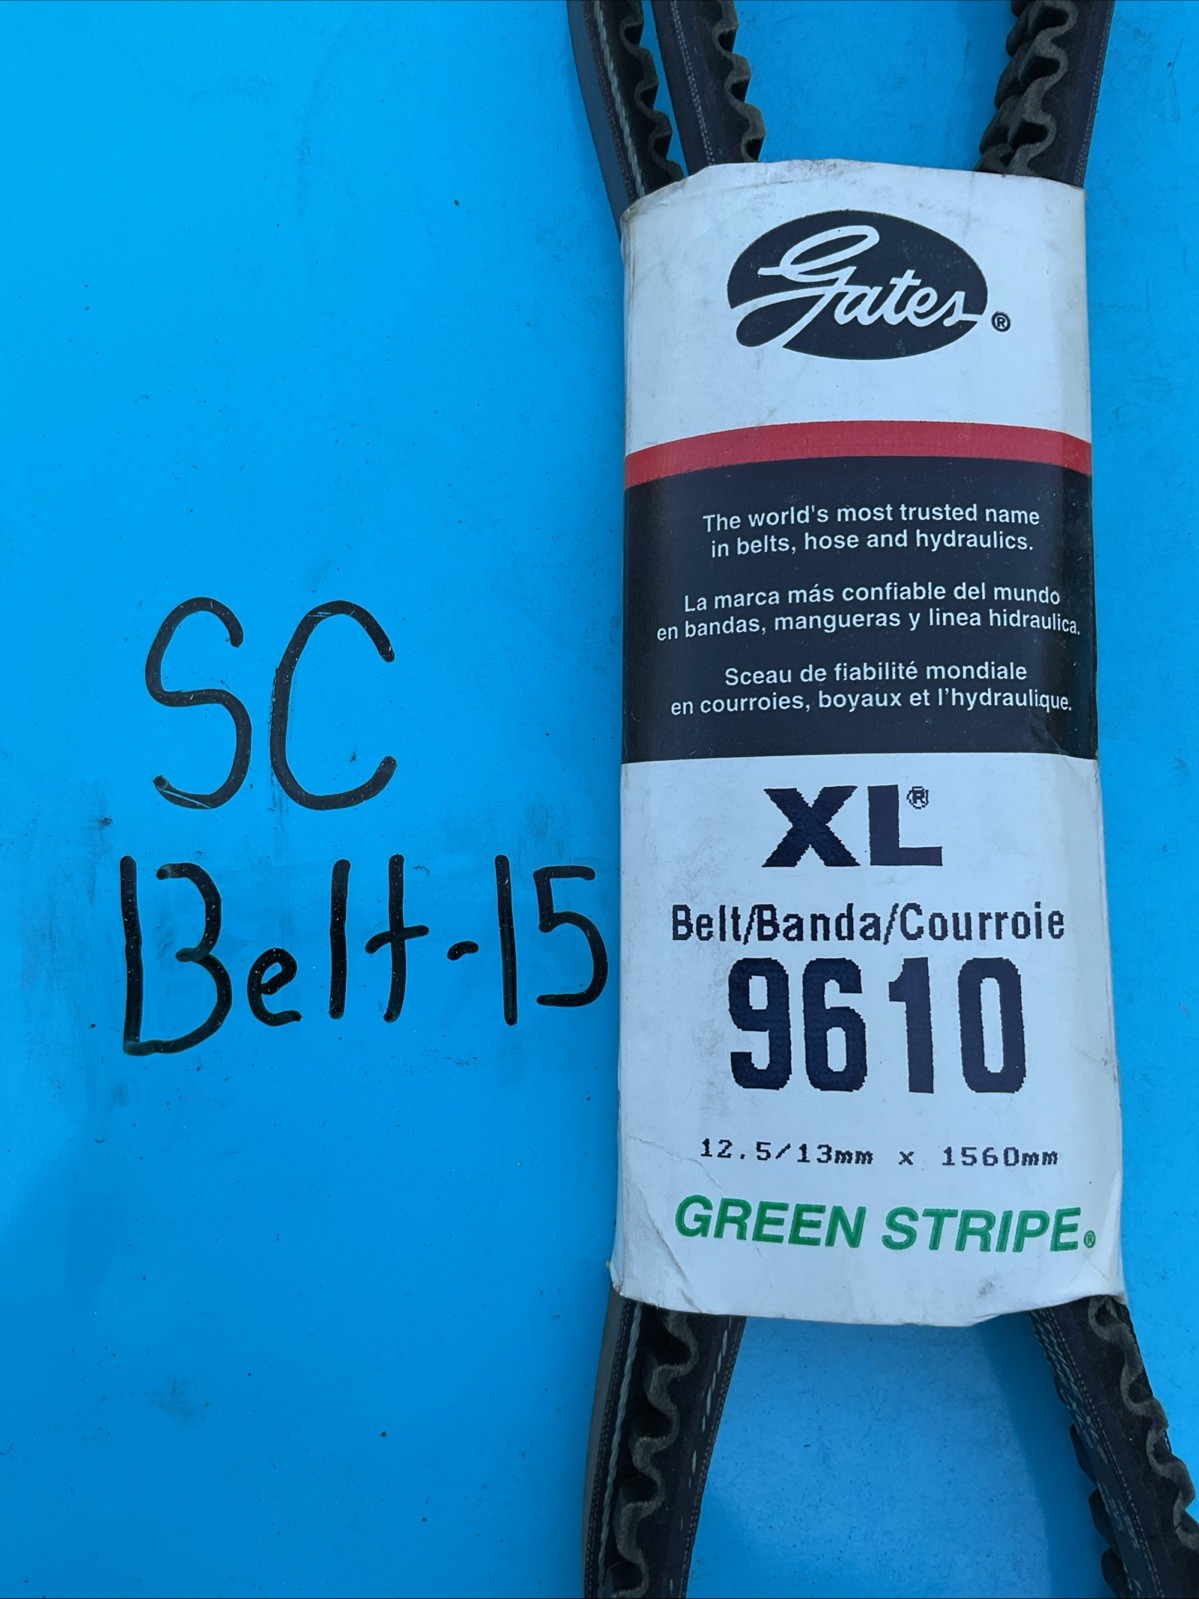 Gates®
The world's most trusted name
in belts, hose and hydraulics.
La marca más confiable del mundo
en bandas, mangueras y linea hidraulica.
Sceau de fiabilité mondiale
en courroies, boyaux et l'hydraulique.
XL®
Belt/Banda/Courroie
9610
12.5/13mm x 1560mm
GREEN STRIPE®
SC
Belt-15